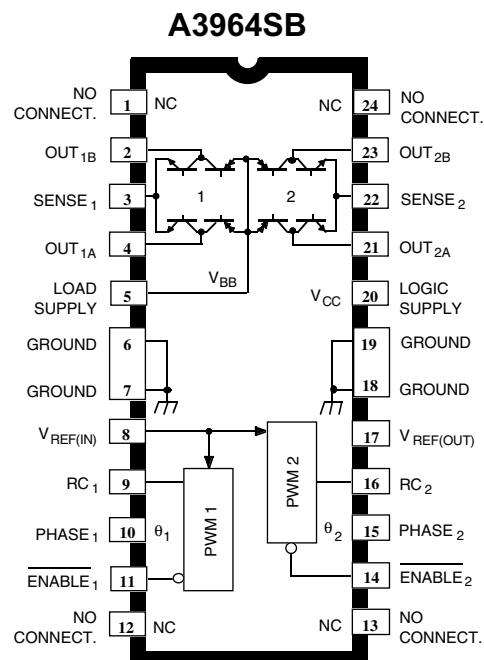 A3964SB
NO
CONNECT.
1
NC
NC
24
NO
CONNECT.
OUT1B
2
23
OUT2B
SENSE1
3
1
2
22
SENSE2
OUT1A
4
21
OUT2A
VBB
LOAD
SUPPLY
5
VCC
20
LOGIC
SUPPLY
GROUND
6
19
GROUND
GROUND
7
18
GROUND
VREF(IN)
8
17
VREF(OUT)
RC1
9
PWM 1
PWM 2
16
RC2
PHASE1
10
θ1
θ2
15
PHASE2
ENABLE1
11
14
ENABLE2
NO
CONNECT.
12
NC
NC
13
NO
CONNECT.